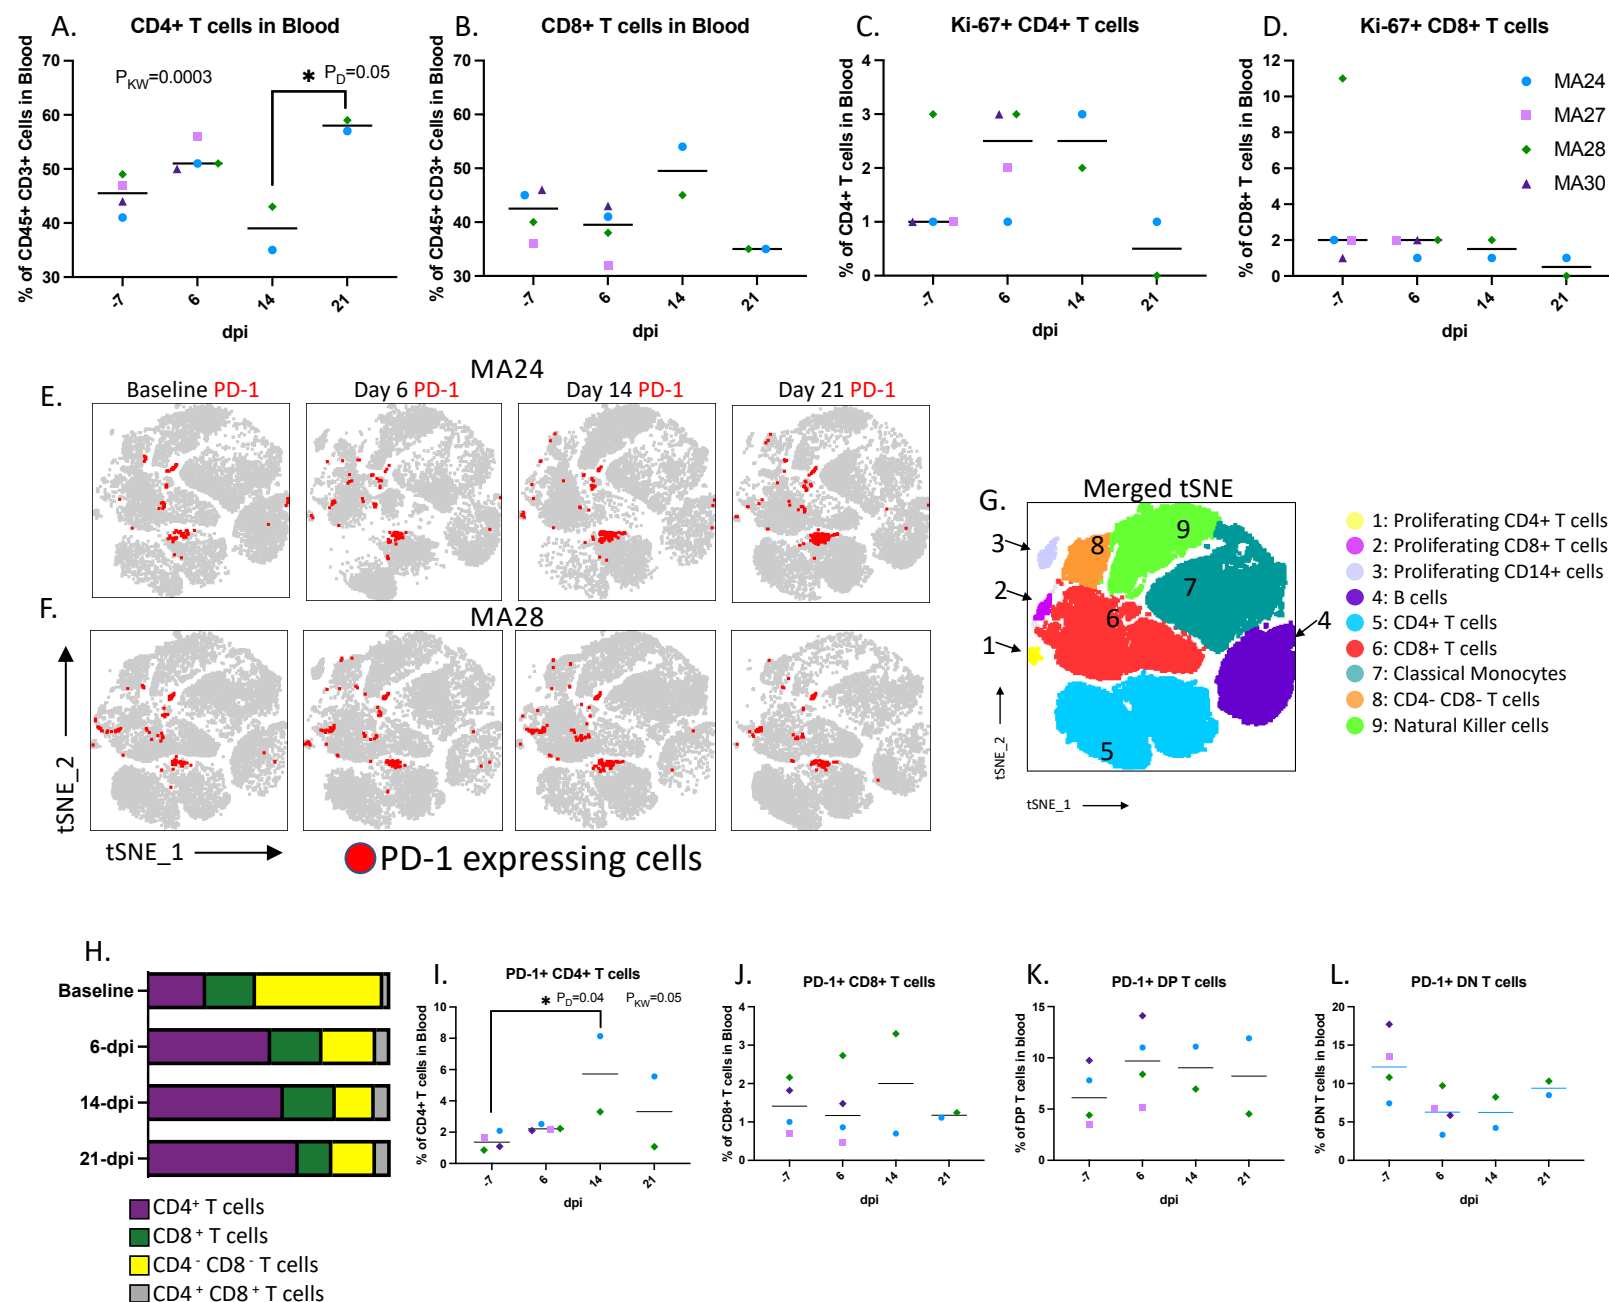 A. CD4+ T cells in Blood
% of CD45+ CD3+ Cells in Blood
70
60
50
40
30
P_KW=0.0003
* P_D=0.05
-7 6 14 21
dpi
B. CD8+ T cells in Blood
% of CD45+ CD3+ Cells in Blood
70
60
50
40
30
-7 6 14 21
dpi
C. Ki-67+ CD4+ T cells
% of CD4+ T cells in Blood
4
3
2
1
0
-7 6 14 21
dpi
D. Ki-67+ CD8+ T cells
% of CD8+ T cells in Blood
12
10
8
6
4
2
0
-7 6 14 21
dpi
MA24
MA27
MA28
MA30
E.
MA24
Baseline PD-1
Day 6 PD-1
Day 14 PD-1
Day 21 PD-1
F.
MA28
tSNE_2
tSNE_1
PD-1 expressing cells
G.
Merged tSNE
3
8
9
2
7
6
1
4
5
tSNE_2
tSNE_1
1: Proliferating CD4+ T cells
2: Proliferating CD8+ T cells
3: Proliferating CD14+ cells
4: B cells
5: CD4+ T cells
6: CD8+ T cells
7: Classical Monocytes
8: CD4- CD8- T cells
9: Natural Killer cells
H.
Baseline
6-dpi
14-dpi
21-dpi
CD4+ T cells
CD8 + T cells
CD4 - CD8 - T cells
CD4 + CD8 + T cells
I. PD-1+ CD4+ T cells
* P_D=0.04 P_KW=0.05
% of CD4+ T cells in Blood
10
8
6
4
2
0
-7 6 14 21
dpi
J. PD-1+ CD8+ T cells
% of CD8+ T cells in Blood
4
3
2
1
0
-7 6 14 21
dpi
K. PD-1+ DP T cells
% of DP T cells in blood
15
10
5
0
-7 6 14 21
dpi
L. PD-1+ DN T cells
% of DN T cells in blood
20
15
10
5
0
-7 6 14 21
dpi